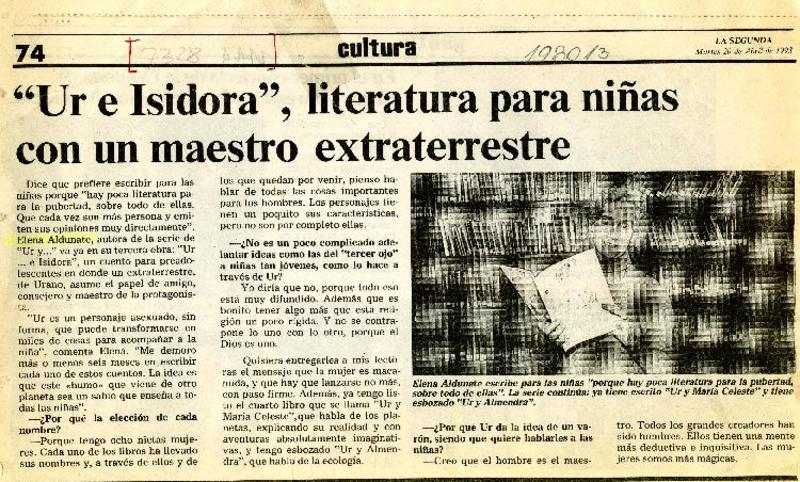 74
cultura
198013
LA SEGUNDA
Martes 20 de Abril de 1993
“Ur e Isidora”, literatura para niñas
con un maestro extraterrestre
Dice que prefiere escribir para las
niñas porque "hay poca literatura pa-
ra la pubertad, sobre todo de ellas.
Que cada vez son más persona y emi-
ten sus opiniones muy directamente".
Elena Aldunate, autora de la serie de
"Ur y..." va ya en su tercera obra: "Ur
... e Isidora", un cuento para preado-
lescentes en donde un extraterrestre,
de Urano, asume el papel de amigo,
consejero y maestro de la protagonis-
ta.
"Ur es un personaje asexuado, sin
forma, que puede transformarse en
miles de cosas para acompañar a la
niña", comenta Elena. "Me demoro
más o menos seis meses en escribir
cada uno de estos cuentos. La idea es
que este «humo» que viene de otro
planeta sea un sabio que enseña a to-
das las niñas".
—¿Por qué la elección de cada
nombre?
—Porque tengo ocho nietas muje-
res. Cada uno de los libros ha llevado
sus nombres y, a través de ellos y de
los que quedan por venir, pienso ha-
blar de todas las cosas importantes
para los hombres. Los personajes tie-
nen un poquito sus características,
pero no son por completo ellas.
—¿No es un poco complicado ade-
lantar ideas como las del "tercer ojo"
a niñas tan jóvenes, como lo hace a
través de Ur?
Yo diría que no, porque todo eso
está muy difundido. Además que es
bonito tener algo más que esta reli-
gión un poco rígida. Y no se contra-
pone lo uno con lo otro, porque el
Dios es uno.
Quisiera entregarles a mis lecto-
ras el mensaje que la mujer es maca-
nuda, y que hay que lanzarse no más,
con paso firme. Además, ya tengo lis-
to el cuarto libro que se llama "Ur y
María Celeste", que habla de los pla-
netas, explicando su realidad y con
aventuras absolutamente imaginati-
vas, y tengo esbozado "Ur y Almen-
dra", que habla de la ecología.
Elena Aldunate escribe para las niñas "porque hay poca literatura para la pubertad,
sobre todo de ellas". La serie continúa: ya tiene escrito "Ur y María Celeste" y tiene
esbozado "Ur y Almendra".
—¿Por qué Ur da la idea de un va-
rón, siendo que quiere hablarles a las
niñas?
—Creo que el hombre es el maes-
tro. Todos los grandes creadores han
sido hombres. Ellos tienen una mente
más deductiva e inquisitiva. Las mu-
jeres somos más mágicas.